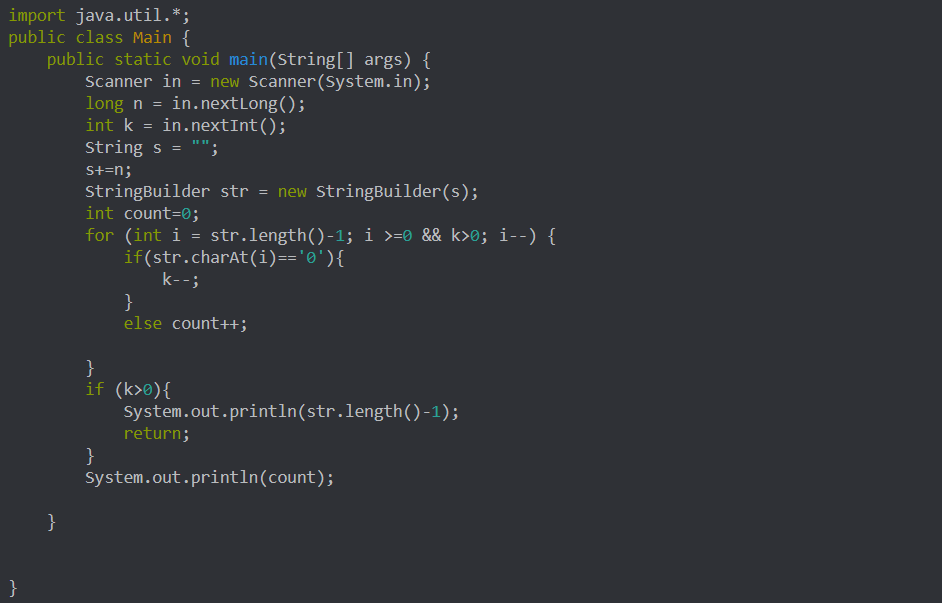 import java.util.*;
public class Main {
    public static void main(String[] args) {
        Scanner in = new Scanner(System.in);
        long n = in.nextLong();
        int k = in.nextInt();
        String s = "";
        s+=n;
        StringBuilder str = new StringBuilder(s);
        int count=0;
        for (int i = str.length()-1; i >=0 && k>0; i--) {
            if(str.charAt(i)=='0'){
                k--;
            }
            else count++;

        }
        if (k>0){
            System.out.println(str.length()-1);
            return;
        }
        System.out.println(count);

    }


}